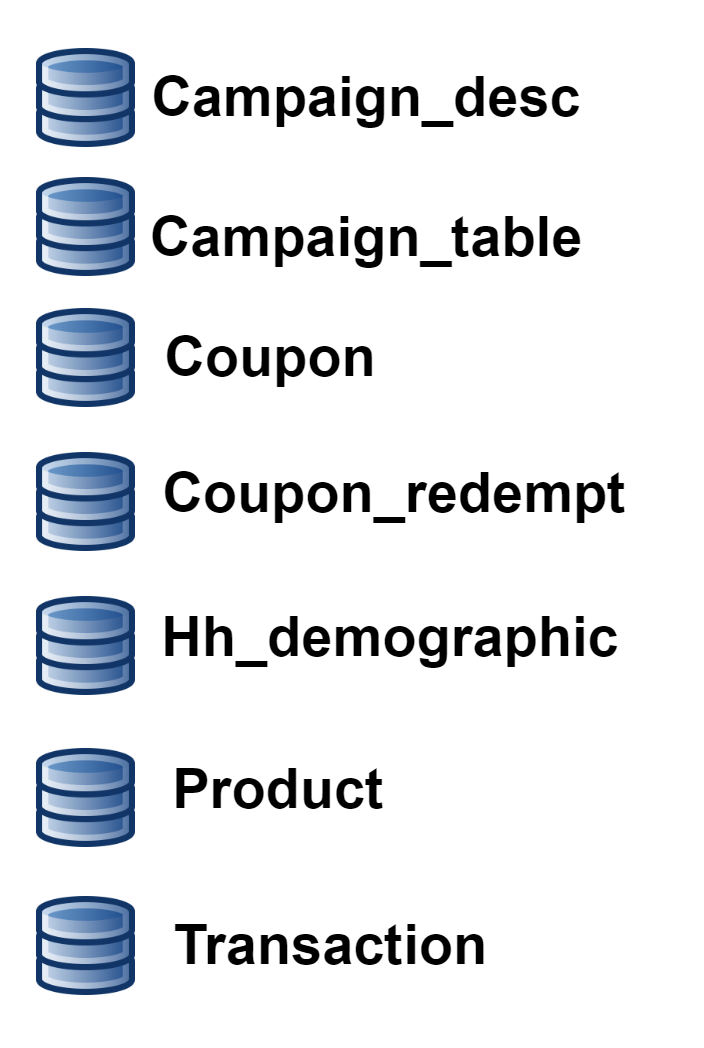 Campaign_desc
Campaign_table
Coupon
Coupon_redempt
Hh_demographic
Product
Transaction